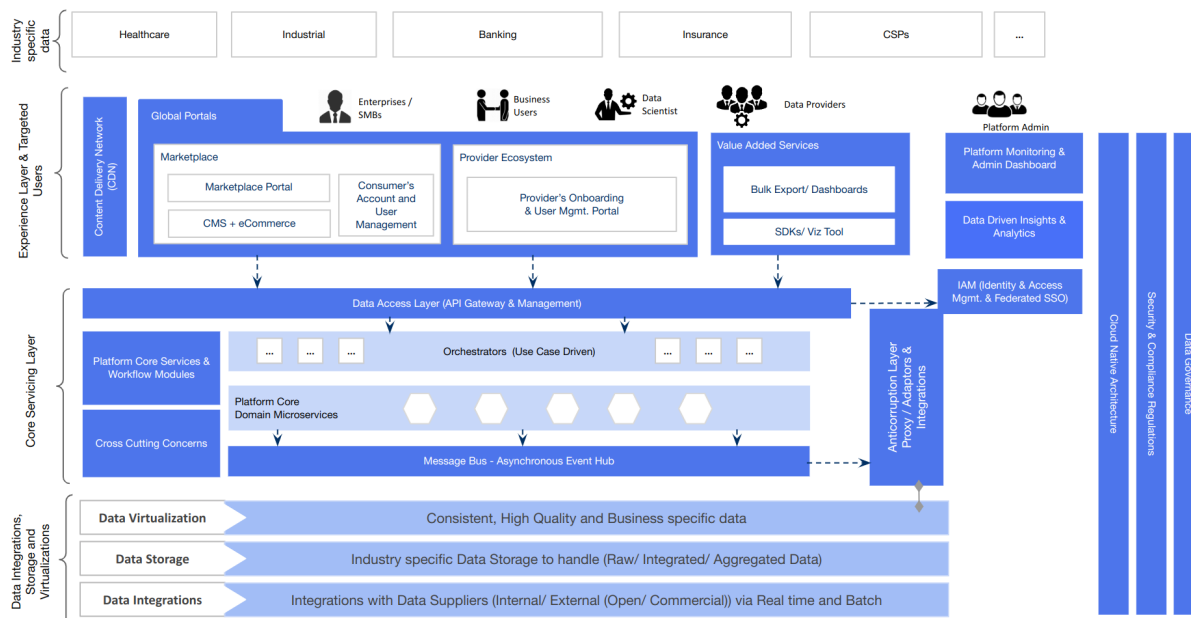 Industry
specific
data
Healthcare
Industrial
Banking
Insurance
CSPs
...
Experience Layer & Targeted
Users
Content Delivery Network
(CDN)
Global Portals
Enterprises /
SMBs
Business
Users
Data
Scientist
Data Providers
Platform Admin
Marketplace
Marketplace Portal
CMS + eCommerce
Consumer's
Account and
User
Management
Provider Ecosystem
Provider's Onboarding
& User Mgmt. Portal
Value Added Services
Bulk Export/ Dashboards
SDKs/ Viz Tool
Platform Monitoring &
Admin Dashboard
Data Driven Insights &
Analytics
IAM (Identity & Access
Mgmt. & Federated SSO)
Core Servicing Layer
Data Access Layer (API Gateway & Management)
Platform Core Services &
Workflow Modules
Cross Cutting Concerns
...
...
...
Orchestrators (Use Case Driven)
...
...
...
Platform Core
Domain Microservices
Message Bus - Asynchronous Event Hub
Anticorruption Layer
Proxy / Adaptors &
Integrations
Cloud Native Architecture
Security & Compliance Regulations
Data Governance
Data Integrations,
Storage and
Virtualizations
Data Virtualization
Consistent, High Quality and Business specific data
Data Storage
Industry specific Data Storage to handle (Raw/ Integrated/ Aggregated Data)
Data Integrations
Integrations with Data Suppliers (Internal/ External (Open/ Commercial)) via Real time and Batch